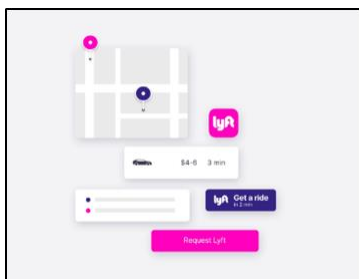 lyft
$4-6 3 min
lyft Get a ride
in 2 min
Request Lyft